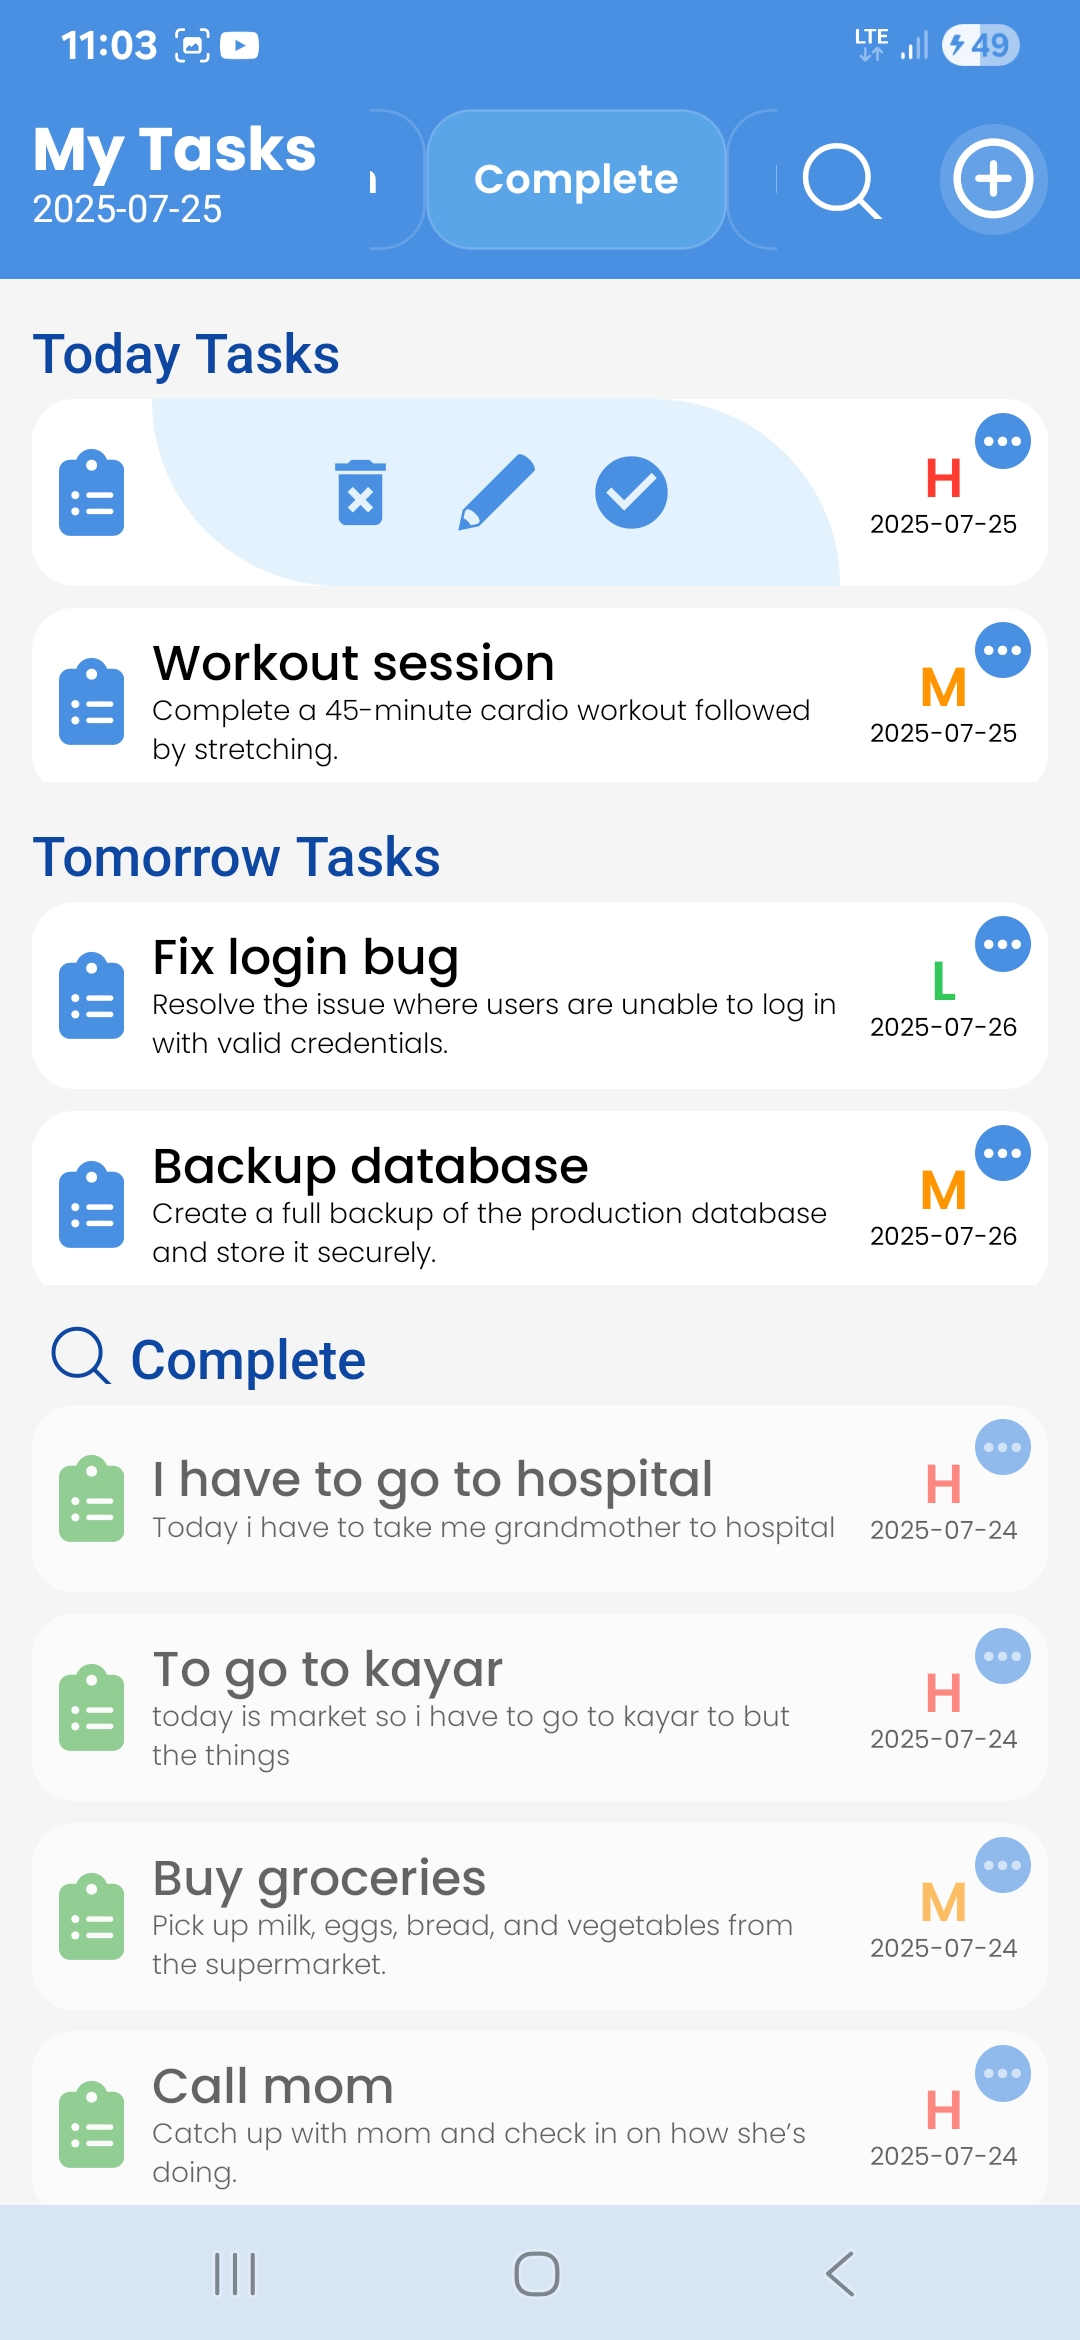 11:03
LTE
49
My Tasks
2025-07-25
Complete
Today Tasks
H
2025-07-25
Workout session
Complete a 45-minute cardio workout followed
by stretching.
M
2025-07-25
Tomorrow Tasks
Fix login bug
Resolve the issue where users are unable to log in
with valid credentials.
L
2025-07-26
Backup database
Create a full backup of the production database
and store it securely.
M
2025-07-26
Complete
I have to go to hospital
Today i have to take me grandmother to hospital
H
2025-07-24
To go to kayar
today is market so i have to go to kayar to but
the things
H
2025-07-24
Buy groceries
Pick up milk, eggs, bread, and vegetables from
the supermarket.
M
2025-07-24
Call mom
Catch up with mom and check in on how she’s
doing.
H
2025-07-24